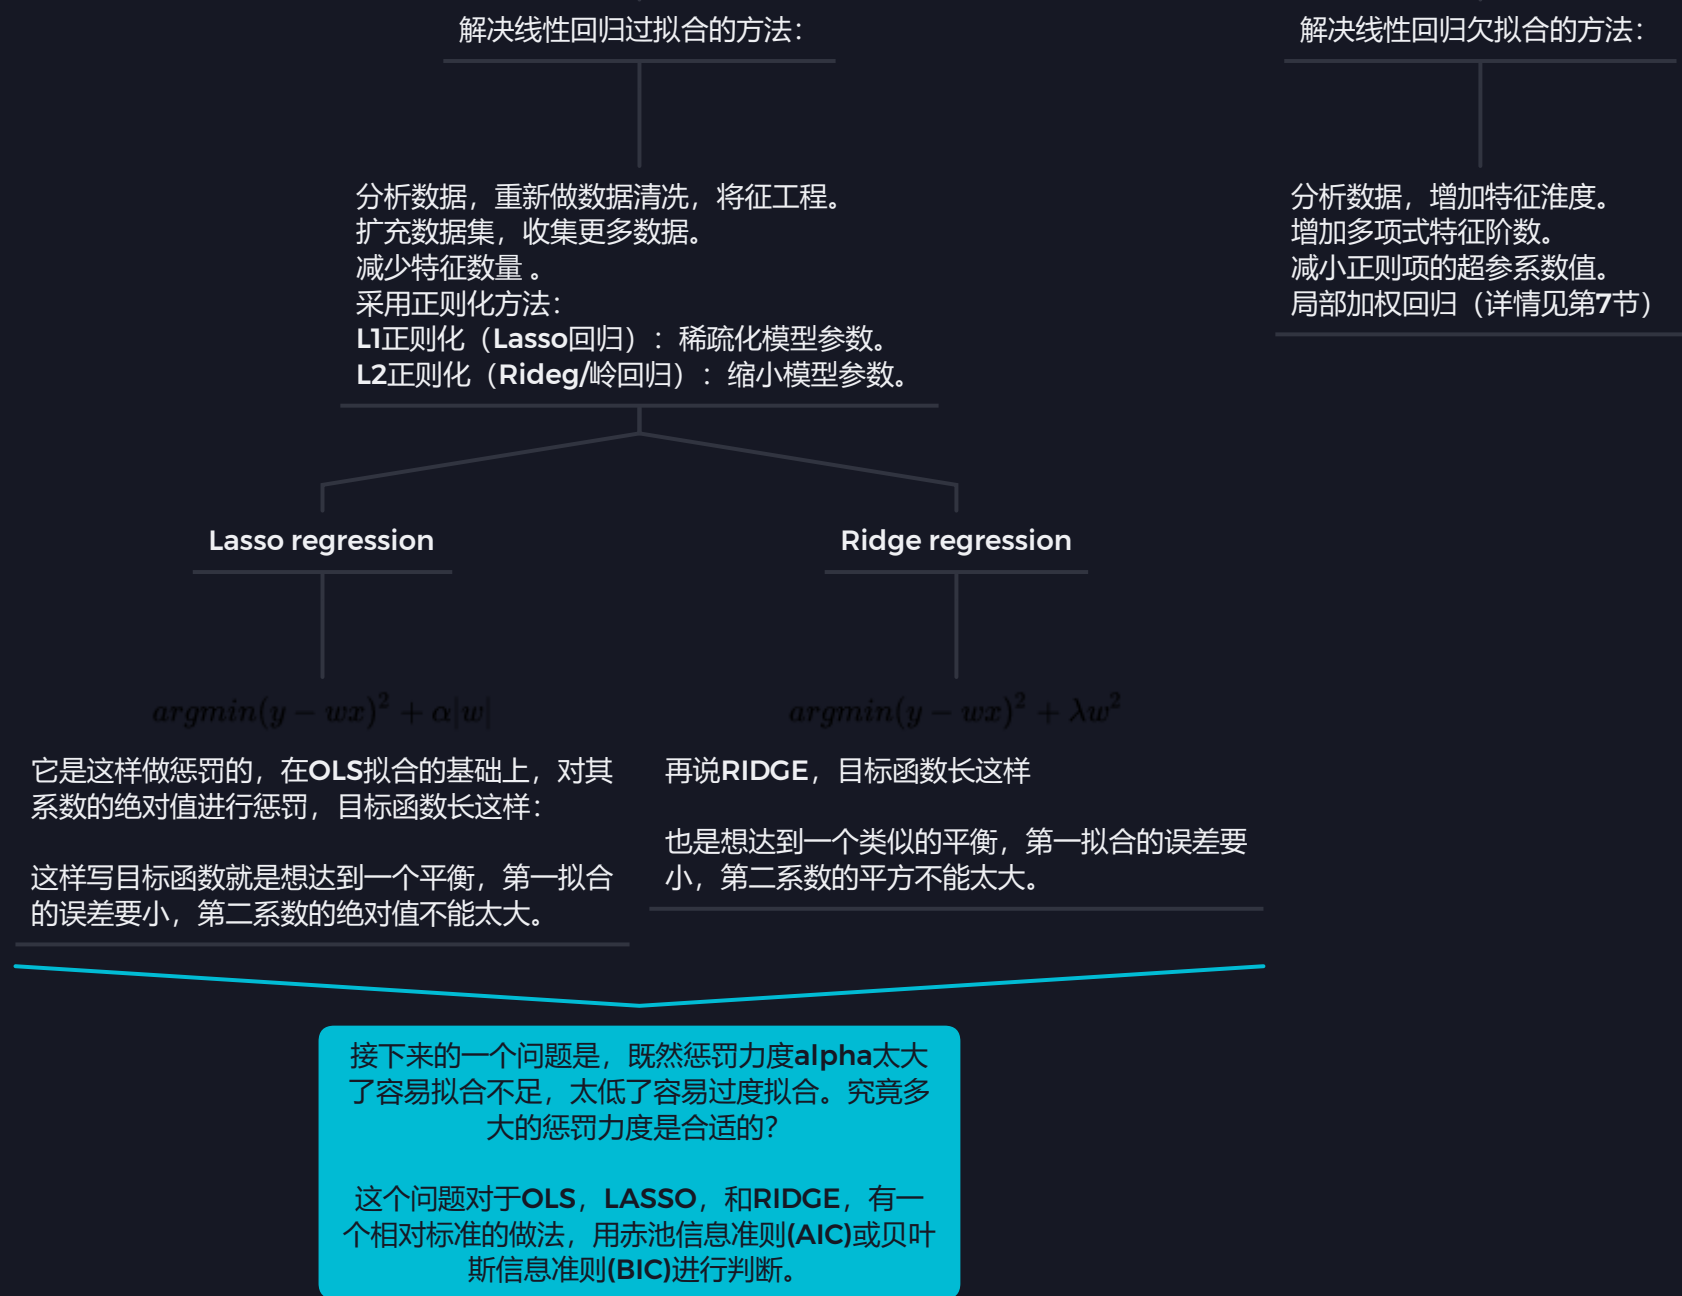 解决线性回归过拟合的方法：
分析数据，重新做数据清冼，将征工程。
扩充数据集，收集更多数据。
减少特征数量 。
采用正则化方法：
L1正则化（Lasso回归）：稀疏化模型参数。
L2正则化（Rideg/岭回归）：缩小模型参数。
解决线性回归欠拟合的方法：
分析数据，增加特征淮度。
增加多项式特征阶数。
减小正则项的超参系数值。
局部加权回归（详情见第7节）
Lasso regression
argmin(y − wx)² + α|w|
它是这样做惩罚的，在OLS拟合的基础上，对其
系数的绝对值进行惩罚，目标函数长这样：
这样写目标函数就是想达到一个平衡，第一拟合
的误差要小，第二系数的绝对值不能太大。
Ridge regression
argmin(y − wx)² + λw²
再说RIDGE，目标函数长这样
也是想达到一个类似的平衡，第一拟合的误差要
小，第二系数的平方不能太大。
接下来的一个问题是，既然惩罚力度alpha太大
了容易拟合不足，太低了容易过度拟合。究竟多
大的惩罚力度是合适的？
这个问题对于OLS，LASSO，和RIDGE，有一
个相对标准的做法，用赤池信息准则(AIC)或贝叶
斯信息准则(BIC)进行判断。